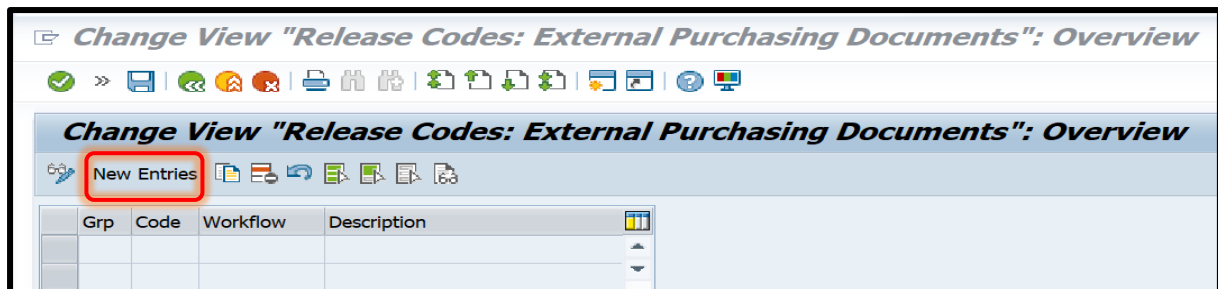 Change View "Release Codes: External Purchasing Documents": Overview
Change View "Release Codes: External Purchasing Documents": Overview
New Entries
Grp Code Workflow Description